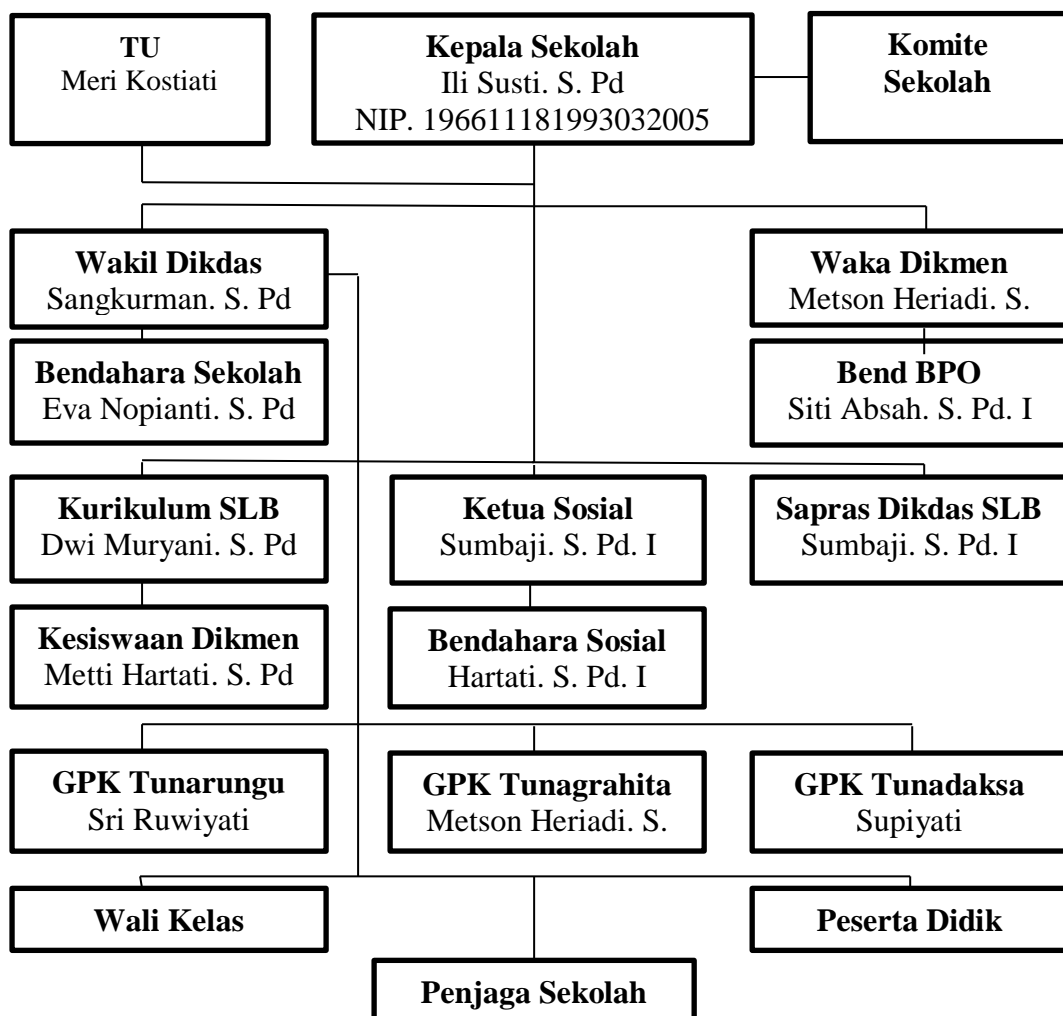 TU
Meri Kostiati
Kepala Sekolah
Ili Susti. S. Pd
NIP. 196611181993032005
Komite
Sekolah
Wakil Dikdas
Sangkurman. S. Pd
Waka Dikmen
Metson Heriadi. S.
Bendahara Sekolah
Eva Nopianti. S. Pd
Bend BPO
Siti Absah. S. Pd. I
Kurikulum SLB
Dwi Muryani. S. Pd
Ketua Sosial
Sumbaji. S. Pd. I
Sapras Dikdas SLB
Sumbaji. S. Pd. I
Kesiswaan Dikmen
Metti Hartati. S. Pd
Bendahara Sosial
Hartati. S. Pd. I
GPK Tunarungu
Sri Ruwiyati
GPK Tunagrahita
Metson Heriadi. S.
GPK Tunadaksa
Supiyati
Wali Kelas
Peserta Didik
Penjaga Sekolah